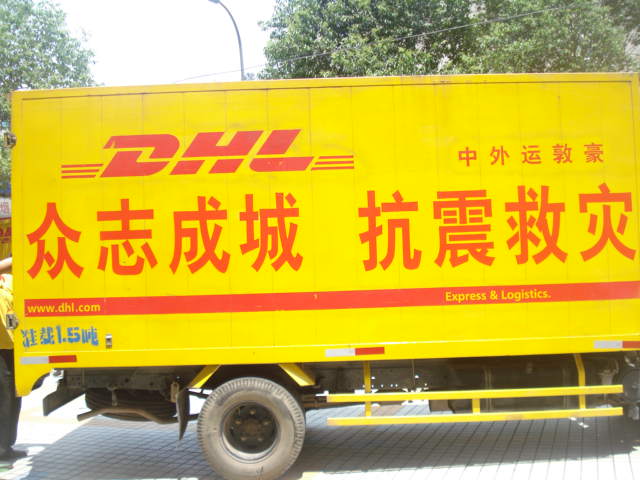 DHL
中外运敦豪
众志成城 抗震救灾
www.dhl.com
Express & Logistics.
准载1.5吨